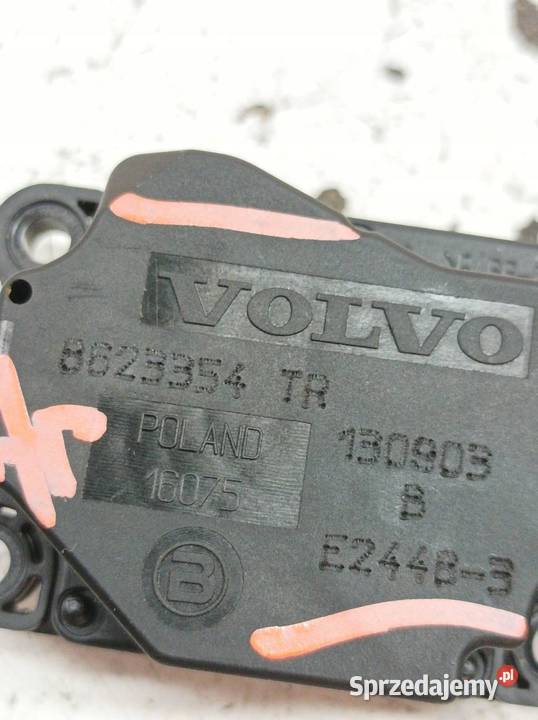 VOLVO
8623354 TR
POLAND
16075
130903
B
E2448-3
B
Sprzedajemy.pl